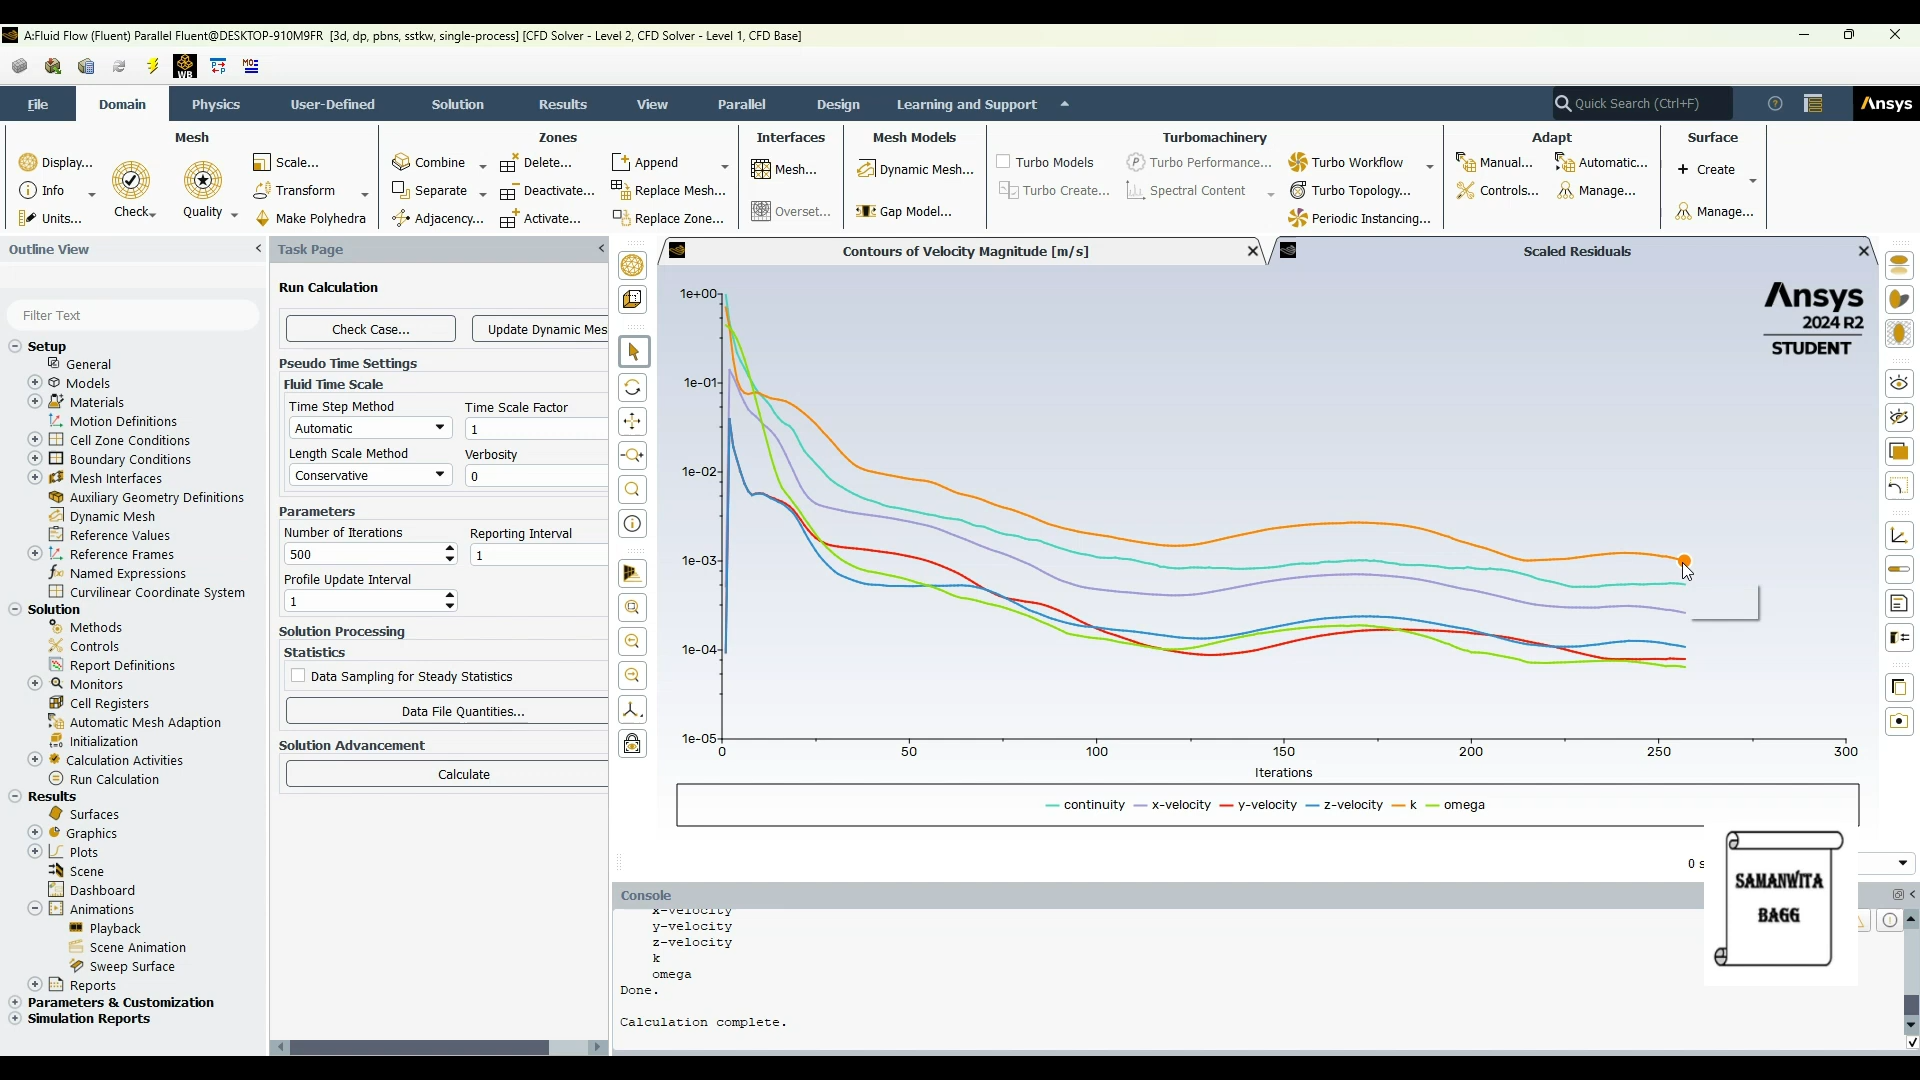 A:Fluid Flow (Fluent) Parallel Fluent@DESKTOP-910M9FR [3d, dp, pbns, sstkw, single-process] [CFD Solver - Level 2, CFD Solver - Level 1, CFD Base]
WB
File Domain Physics User-Defined Solution Results View Parallel Design Learning and Support Quick Search (Ctrl+F) Ansys
Mesh Zones Interfaces Mesh Models Turbomachinery Adapt Surface
Display... Scale... Combine Delete... Append Mesh... Dynamic Mesh... Turbo Models Turbo Performance... Turbo Workflow Manual... Automatic... Create
Info Transform Separate Deactivate... Replace Mesh... Turbo Create... Spectral Content Turbo Topology... Controls... Manage...
Check Quality
Units... Make Polyhedra Adjacency... Activate... Replace Zone... Overset... Gap Model... Periodic Instancing... Manage...
Outline View
Filter Text
Setup
General
Models
Materials
Motion Definitions
Cell Zone Conditions
Boundary Conditions
Mesh Interfaces
Auxiliary Geometry Definitions
Dynamic Mesh
Reference Values
Reference Frames
Named Expressions
Curvilinear Coordinate System
Solution
Methods
Controls
Report Definitions
Monitors
Cell Registers
Automatic Mesh Adaption
Initialization
Calculation Activities
Run Calculation
Results
Surfaces
Graphics
Plots
Scene
Dashboard
Animations
Playback
Scene Animation
Sweep Surface
Reports
Parameters & Customization
Simulation Reports
Task Page
Run Calculation
Check Case... Update Dynamic Mes
Pseudo Time Settings
Fluid Time Scale
Time Step Method Time Scale Factor
Automatic 1
Length Scale Method Verbosity
Conservative 0
Parameters
Number of Iterations Reporting Interval
500 1
Profile Update Interval
1
Solution Processing
Statistics
Data Sampling for Steady Statistics
Data File Quantities...
Solution Advancement
Calculate
Contours of Velocity Magnitude [m/s] Scaled Residuals
Ansys
2024 R2
STUDENT
1e+00
1e-01
1e-02
1e-03
1e-04
1e-05
0 50 100 150 200 250 300
Iterations
continuity x-velocity y-velocity z-velocity k omega
0 s
Console
x-velocity
y-velocity
z-velocity
k
omega
Done.
Calculation complete.
SAMANWITA
BAGG